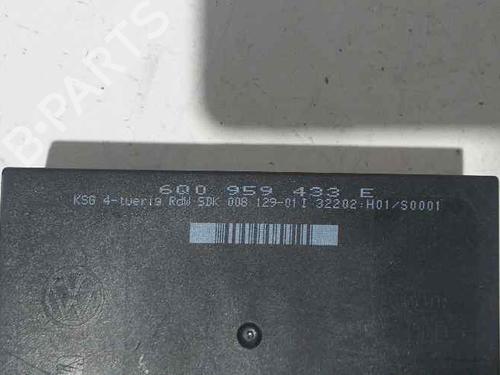 B-PARTS
6Q0 959 433 E
KSG 4-tuerig RdW SDK 008 129-01I 32202:H01/S0001